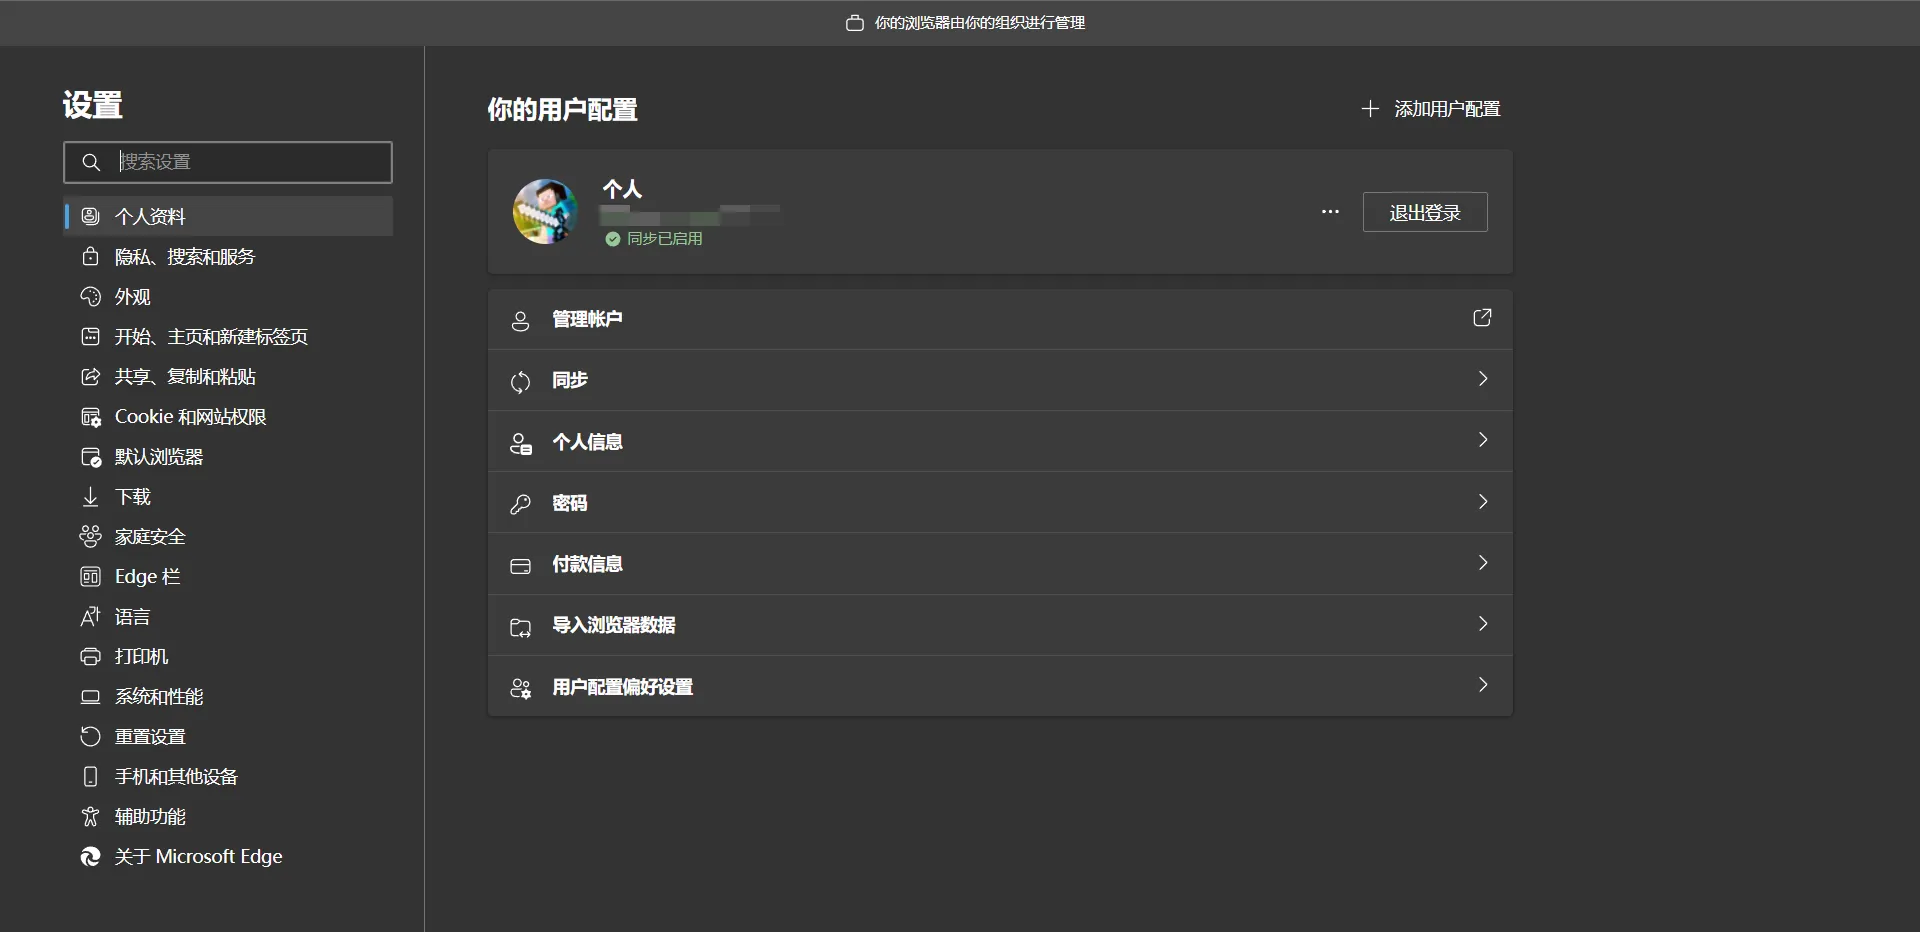 你的浏览器由你的组织进行管理
设置
搜索设置
个人资料
隐私、搜索和服务
外观
开始、主页和新建标签页
共享、复制和粘贴
Cookie 和网站权限
默认浏览器
下载
家庭安全
Edge 栏
语言
打印机
系统和性能
重置设置
手机和其他设备
辅助功能
关于 Microsoft Edge
你的用户配置
添加用户配置
个人
同步已启用
退出登录
管理帐户
同步
个人信息
密码
付款信息
导入浏览器数据
用户配置偏好设置